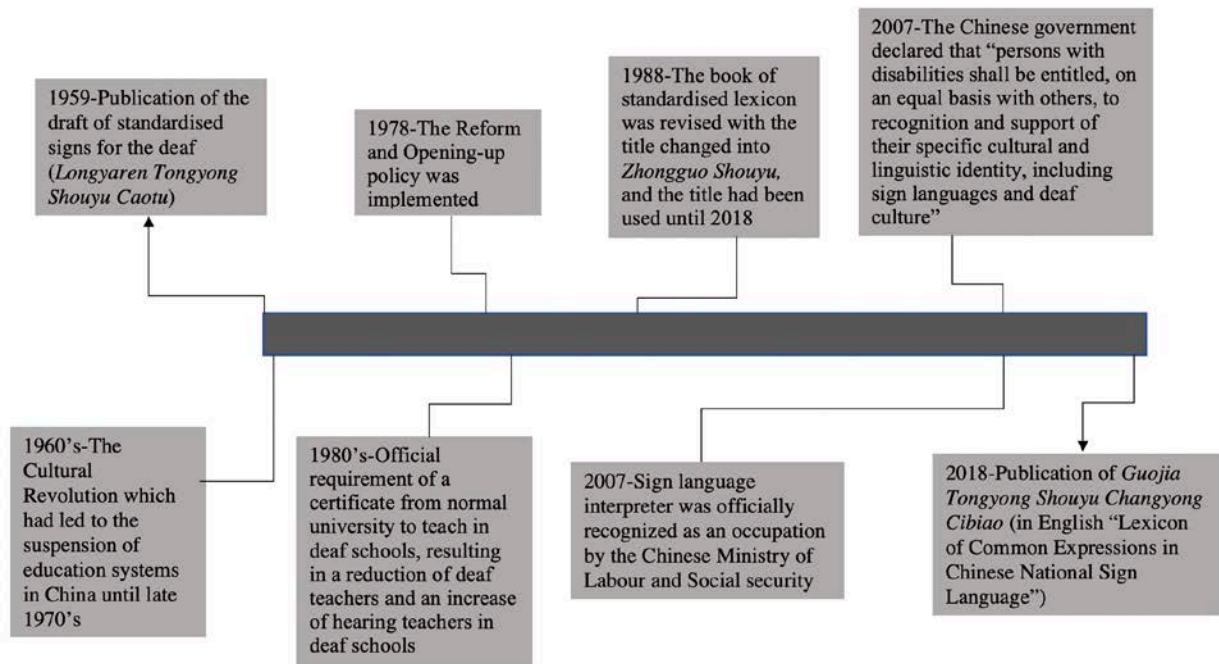 1959-Publication of the
draft of standardised
signs for the deaf
(Longyaren Tongyong
Shouyu Caotu)
1978-The Reform
and Opening-up
policy was
implemented
1988-The book of
standardised lexicon
was revised with the
title changed into
Zhongguo Shouyu,
and the title had been
used until 2018
2007-The Chinese government
declared that “persons with
disabilities shall be entitled, on
an equal basis with others, to
recognition and support of
their specific cultural and
linguistic identity, including
sign languages and deaf
culture”
1960’s-The
Cultural
Revolution which
had led to the
suspension of
education systems
in China until late
1970’s
1980’s-Official
requirement of a
certificate from normal
university to teach in
deaf schools, resulting
in a reduction of deaf
teachers and an increase
of hearing teachers in
deaf schools
2007-Sign language
interpreter was officially
recognized as an occupation
by the Chinese Ministry of
Labour and Social security
2018-Publication of Guojia
Tongyong Shouyu Changyong
Cibiao (in English “Lexicon
of Common Expressions in
Chinese National Sign
Language”)